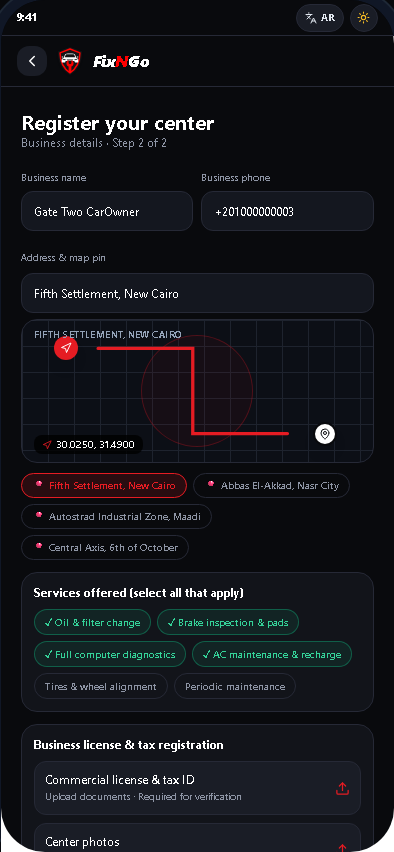 9:41
AR
FixNGo
Register your center
Business details · Step 2 of 2
Business name
Business phone
Gate Two CarOwner
+201000000003
Address & map pin
Fifth Settlement, New Cairo
FIFTH SETTLEMENT, NEW CAIRO
30.0250, 31.4900
Fifth Settlement, New Cairo
Abbas El-Akkad, Nasr City
Autostrad Industrial Zone, Maadi
Central Axis, 6th of October
Services offered (select all that apply)
✓ Oil & filter change
✓ Brake inspection & pads
✓ Full computer diagnostics
✓ AC maintenance & recharge
Tires & wheel alignment
Periodic maintenance
Business license & tax registration
Commercial license & tax ID
Upload documents · Required for verification
Center photos